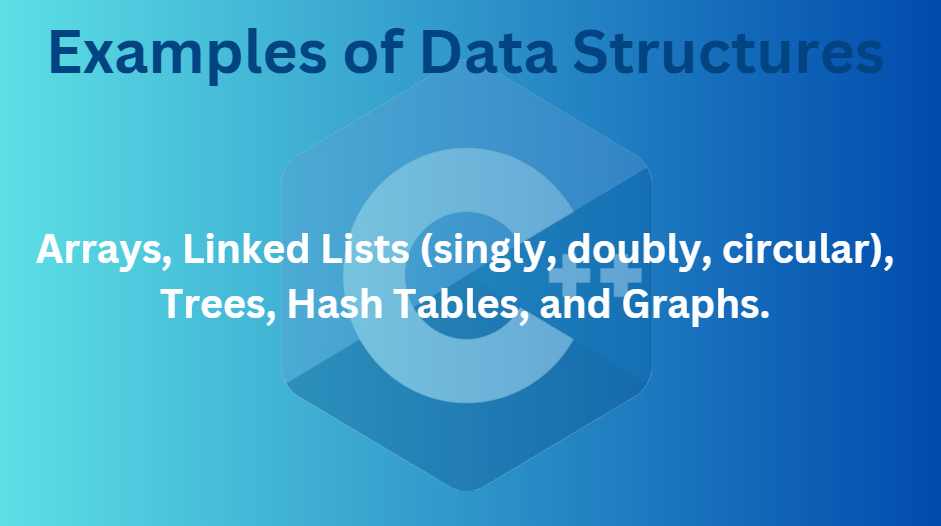 Examples of Data Structures
Arrays, Linked Lists (singly, doubly, circular),
Trees, Hash Tables, and Graphs.
C++